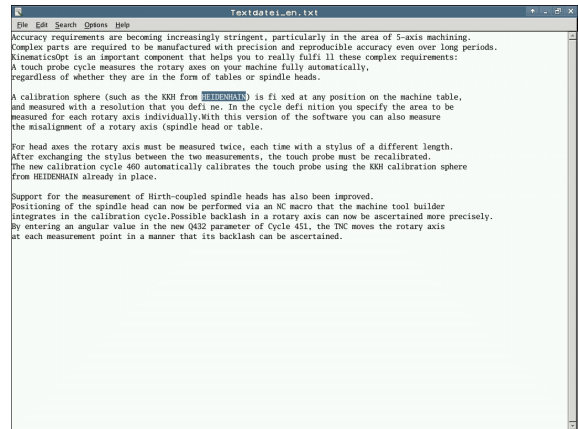 Textdatei_en.txt
File Edit Search Options Help
Accuracy requirements are becoming increasingly stringent, particularly in the area of 5-axis machining.
Complex parts are required to be manufactured with precision and reproducible accuracy even over long periods.
KinematicsOpt is an important component that helps you to really fulfi ll these complex requirements:
A touch probe cycle measures the rotary axes on your machine fully automatically,
regardless of whether they are in the form of tables or spindle heads.
A calibration sphere (such as the KKH from HEIDENHAIN) is fi xed at any position on the machine table,
and measured with a resolution that you defi ne. In the cycle defi nition you specify the area to be
measured for each rotary axis individually.With this version of the software you can also measure
the misalignment of a rotary axis (spindle head or table.
For head axes the rotary axis must be measured twice, each time with a stylus of a different length.
After exchanging the stylus between the two measurements, the touch probe must be recalibrated.
The new calibration cycle 460 automatically calibrates the touch probe using the KKH calibration sphere
from HEIDENHAIN already in place.
Support for the measurement of Hirth-coupled spindle heads has also been improved.
Positioning of the spindle head can now be performed via an NC macro that the machine tool builder
integrates in the calibration cycle.Possible backlash in a rotary axis can now be ascertained more precisely.
By entering an angular value in the new Q432 parameter of Cycle 451, the TNC moves the rotary axis
at each measurement point in a manner that its backlash can be ascertained.